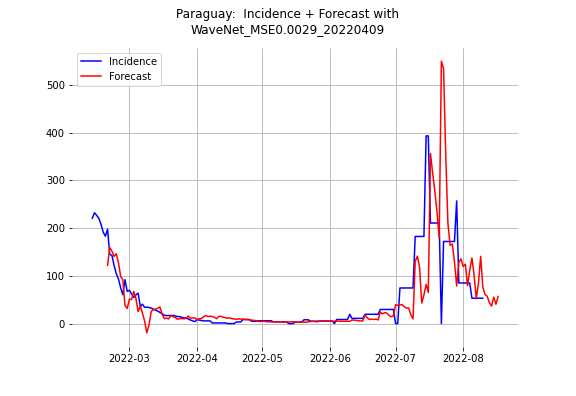 Paraguay:  Incidence + Forecast with
WaveNet_MSE0.0029_20220409
Incidence
Forecast
500
400
300
200
100
0
2022-03 2022-04 2022-05 2022-06 2022-07 2022-08